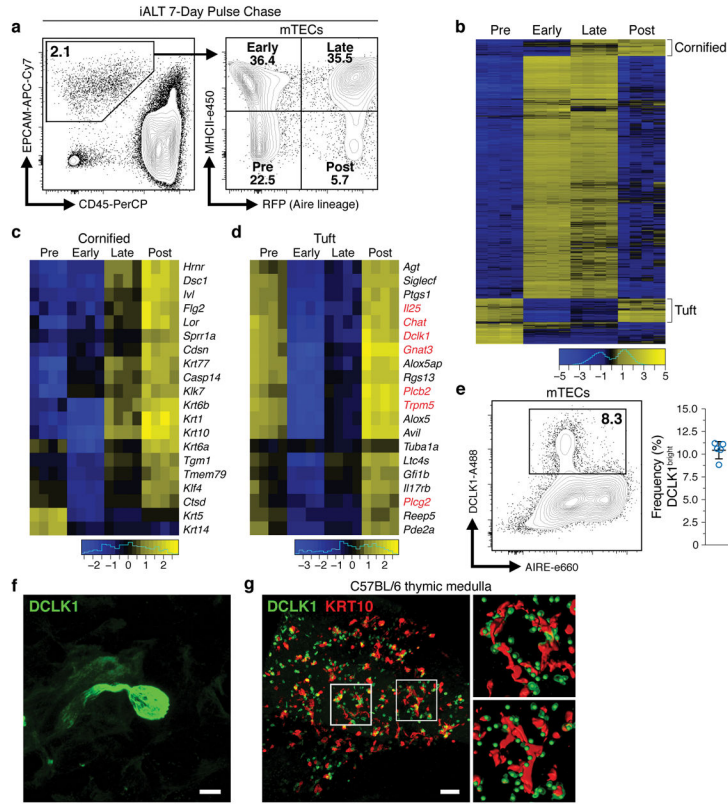 iALT 7-Day Pulse Chase
a
2.1
EPCAM-APC-Cy7
CD45-PerCP
mTECs
Early
36.4
Late
35.5
Pre
22.5
Post
5.7
MHCII-e450
RFP (Aire lineage)
b
Pre Early Late Post
Cornified
Tuft
-5 -3 -1 1 3 5
c
Cornified
Pre Early Late Post
Hrnr
Dsc1
Ivl
Flg2
Lor
Sprr1a
Cdsn
Krt77
Casp14
Klk7
Krt6b
Krt1
Krt10
Krt6a
Tgm1
Tmem79
Klf4
Ctsd
Krt5
Krt14
-2 -1 0 1 2
d
Tuft
Pre Early Late Post
Agt
Siglecf
Ptgs1
Il25
Chat
Dclk1
Gnat3
Alox5ap
Rgs13
Plcb2
Trpm5
Alox5
Avil
Tuba1a
Ltc4s
Gfi1b
Il17rb
Plcg2
Reep5
Pde2a
-2 -1 0 1 2
e
mTECs
8.3
DCLK1-A488
AIRE-e660
Frequency (%)
DCLK1bright
15.0
12.5
10.0
7.5
5.0
2.5
0
f
DCLK1
g
C57BL/6 thymic medulla
DCLK1 KRT10